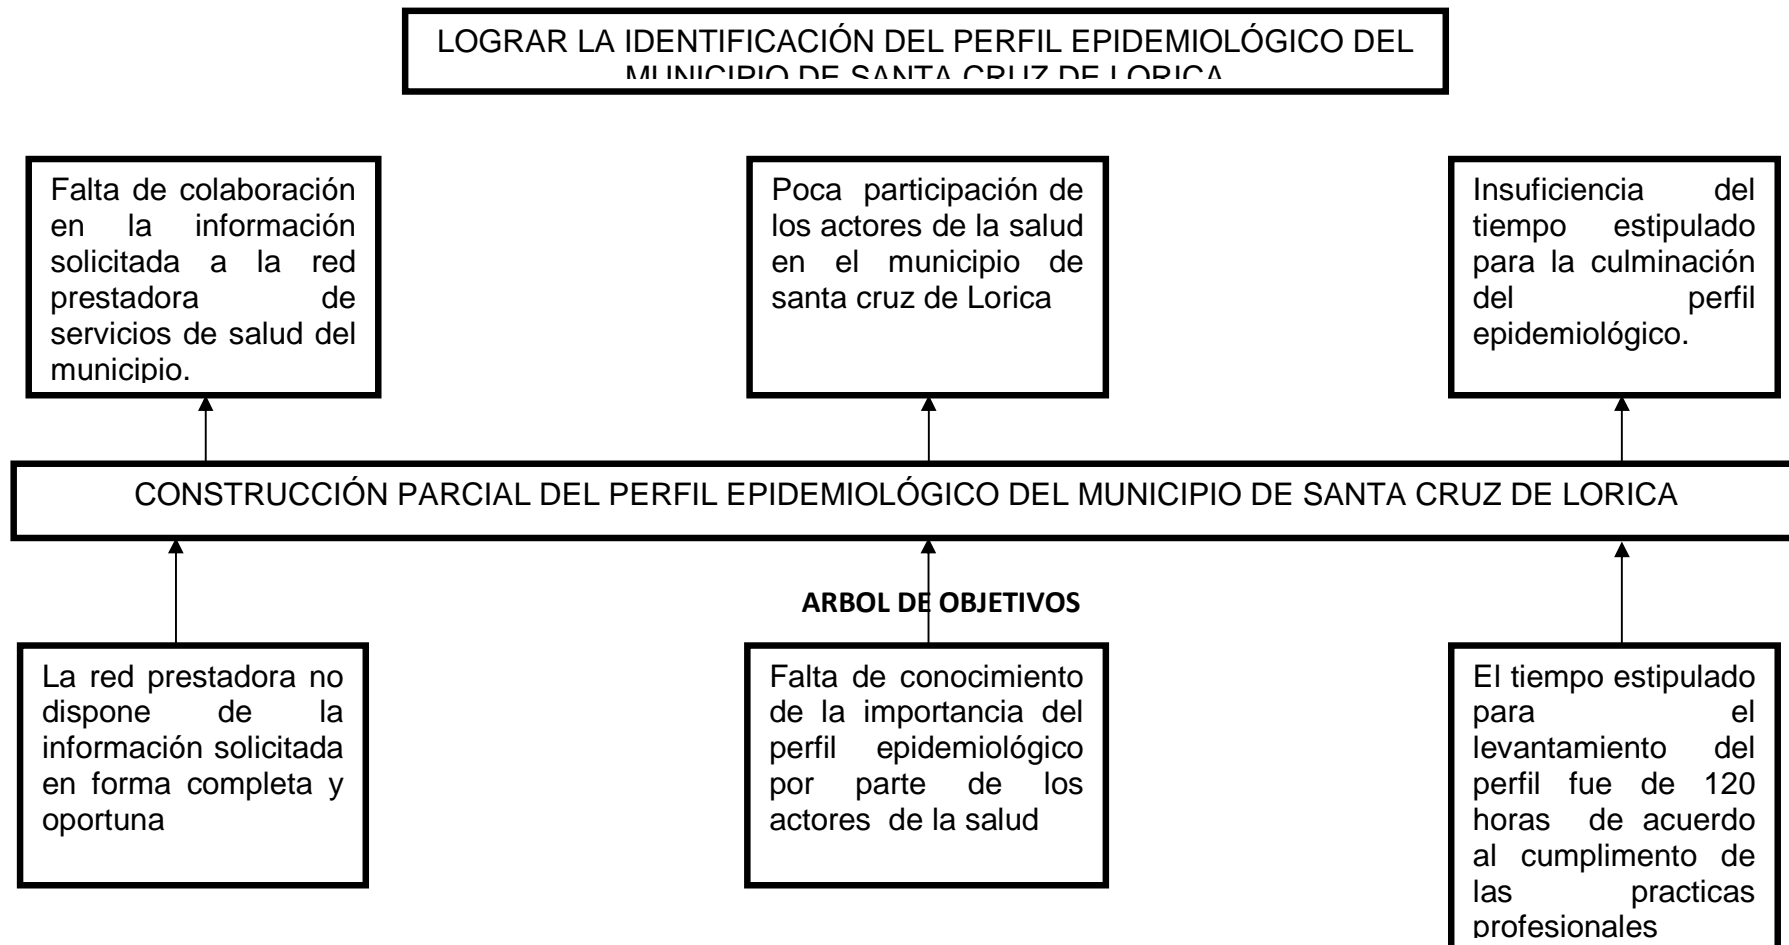 LOGRAR LA IDENTIFICACIÓN DEL PERFIL EPIDEMIOLÓGICO DEL
MUNICIPIO DE SANTA CRUZ DE LORICA
Falta de colaboración
en la información
solicitada a la red
prestadora de
servicios de salud del
municipio.
Poca participación de
los actores de la salud
en el municipio de
santa cruz de Lorica
Insuficiencia del
tiempo estipulado
para la culminación
del perfil
epidemiológico.
CONSTRUCCIÓN PARCIAL DEL PERFIL EPIDEMIOLÓGICO DEL MUNICIPIO DE SANTA CRUZ DE LORICA
ARBOL DE OBJETIVOS
La red prestadora no
dispone de la
información solicitada
en forma completa y
oportuna
Falta de conocimiento
de la importancia del
perfil epidemiológico
por parte de los
actores de la salud
El tiempo estipulado
para el
levantamiento del
perfil fue de 120
horas de acuerdo
al cumplimento de
las practicas
profesionales